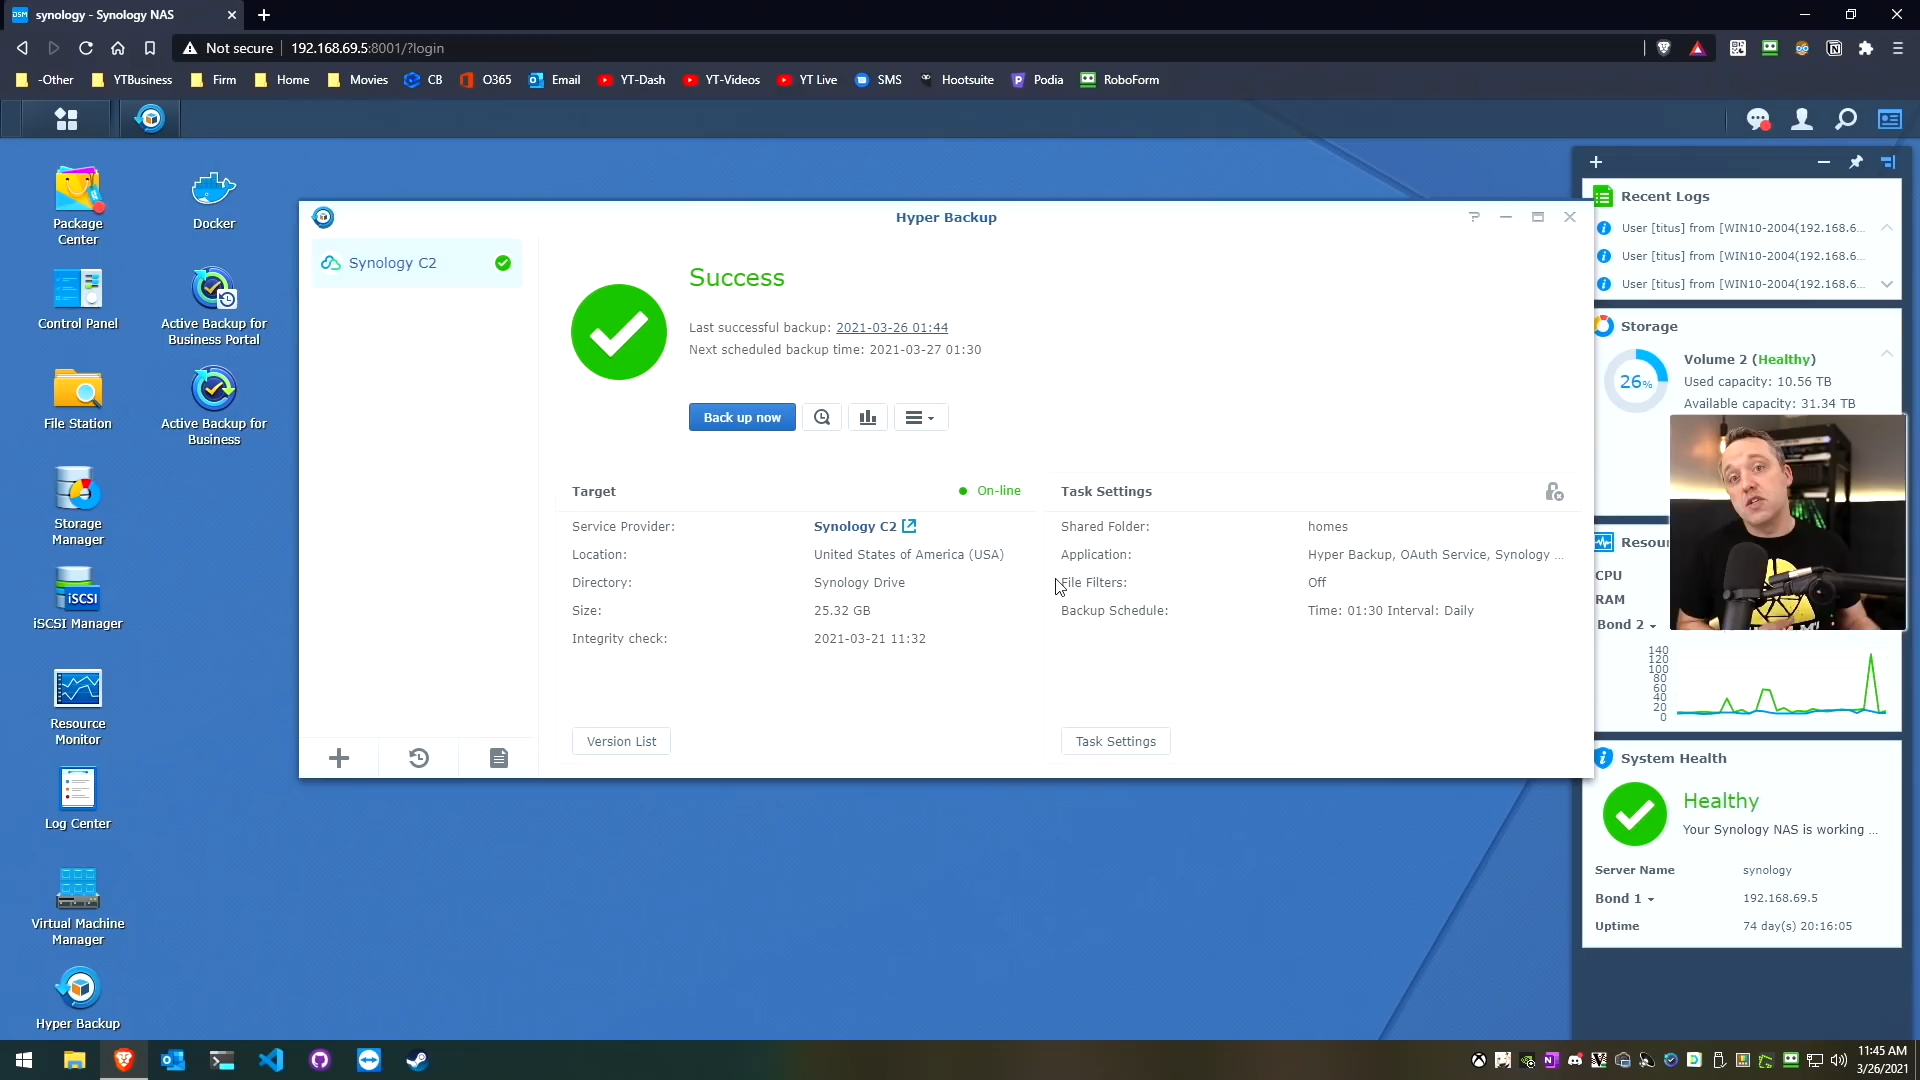 synology - Synology NAS
Not secure
192.168.69.5:8001/?login
-Other
YTBusiness
Firm
Home
Movies
CB
O365
Email
YT-Dash
YT-Videos
YT Live
SMS
Hootsuite
Podia
RoboForm
Package
Center
Docker
Control Panel
Active Backup for
Business Portal
File Station
Active Backup for
Business
Storage
Manager
iSCSI
iSCSI Manager
Resource
Monitor
Log Center
Virtual Machine
Manager
Hyper Backup
Hyper Backup
Synology C2
Success
Last successful backup: 2021-03-26 01:44
Next scheduled backup time: 2021-03-27 01:30
Back up now
Target
On-line
Service Provider: Synology C2
Location: United States of America (USA)
Directory: Synology Drive
Size: 25.32 GB
Integrity check: 2021-03-21 11:32
Version List
Task Settings
Shared Folder: homes
Application: Hyper Backup, OAuth Service, Synology ...
File Filters: Off
Backup Schedule: Time: 01:30 Interval: Daily
Task Settings
Recent Logs
User [titus] from [WIN10-2004(192.168.6...
User [titus] from [WIN10-2004(192.168.6...
User [titus] from [WIN10-2004(192.168.6...
Storage
26%
Volume 2 (Healthy)
Used capacity: 10.56 TB
Available capacity: 31.34 TB
Resou
CPU
RAM
Bond 2
140
120
100
80
60
40
20
0
System Health
Healthy
Your Synology NAS is working ...
Server Name synology
Bond 1 192.168.69.5
Uptime 74 day(s) 20:16:05
11:45 AM
3/26/2021